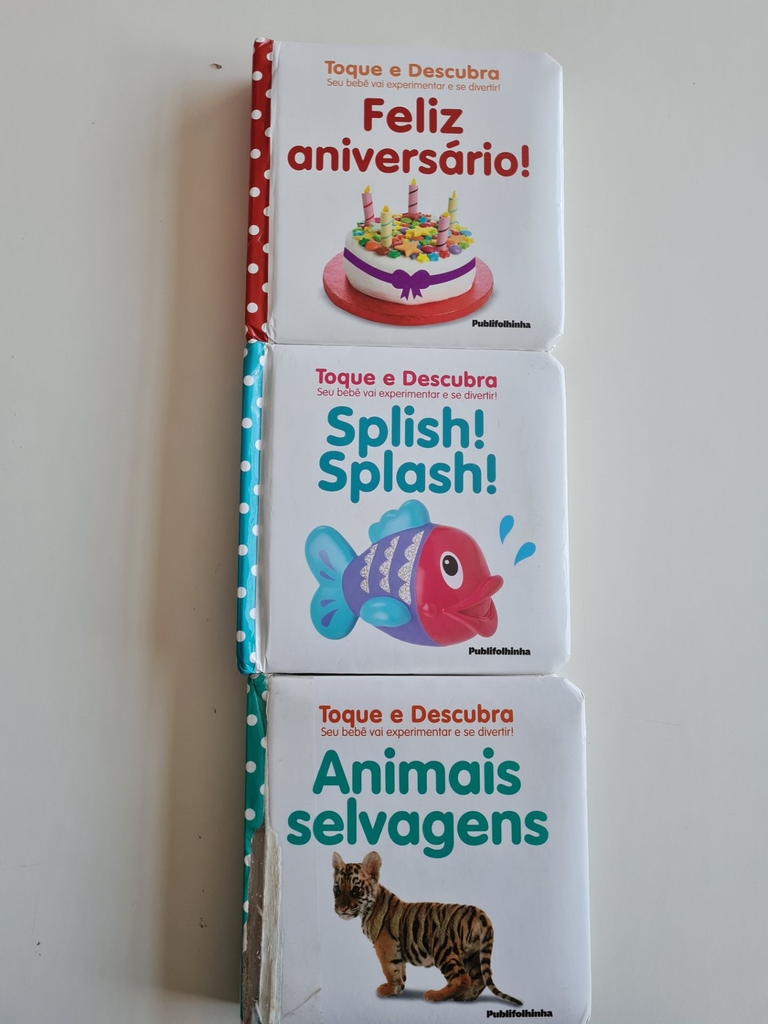 Toque e Descubra
Seu bebê vai experimentar e se divertir!
Feliz
aniversário!
Publifolhinha
Toque e Descubra
Seu bebê vai experimentar e se divertir!
Splish!
Splash!
Publifolhinha
Toque e Descubra
Seu bebê vai experimentar e se divertir!
Animais
selvagens
Publifolhinha